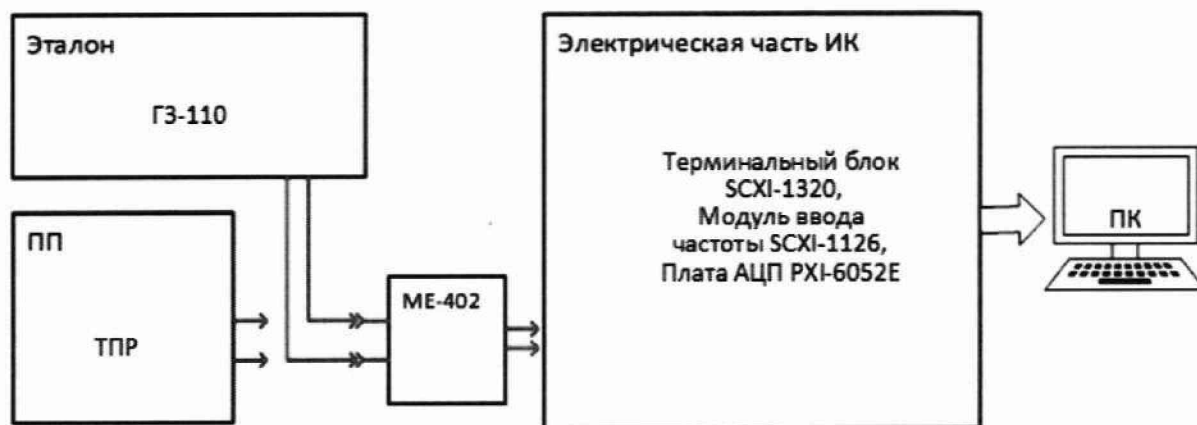 Эталон
ГЗ-110
ПП
ТПР
МЕ-402
Электрическая часть ИК
Терминальный блок
SCXI-1320,
Модуль ввода
частоты SCXI-1126,
Плата АЦП PXI-6052E
ПК